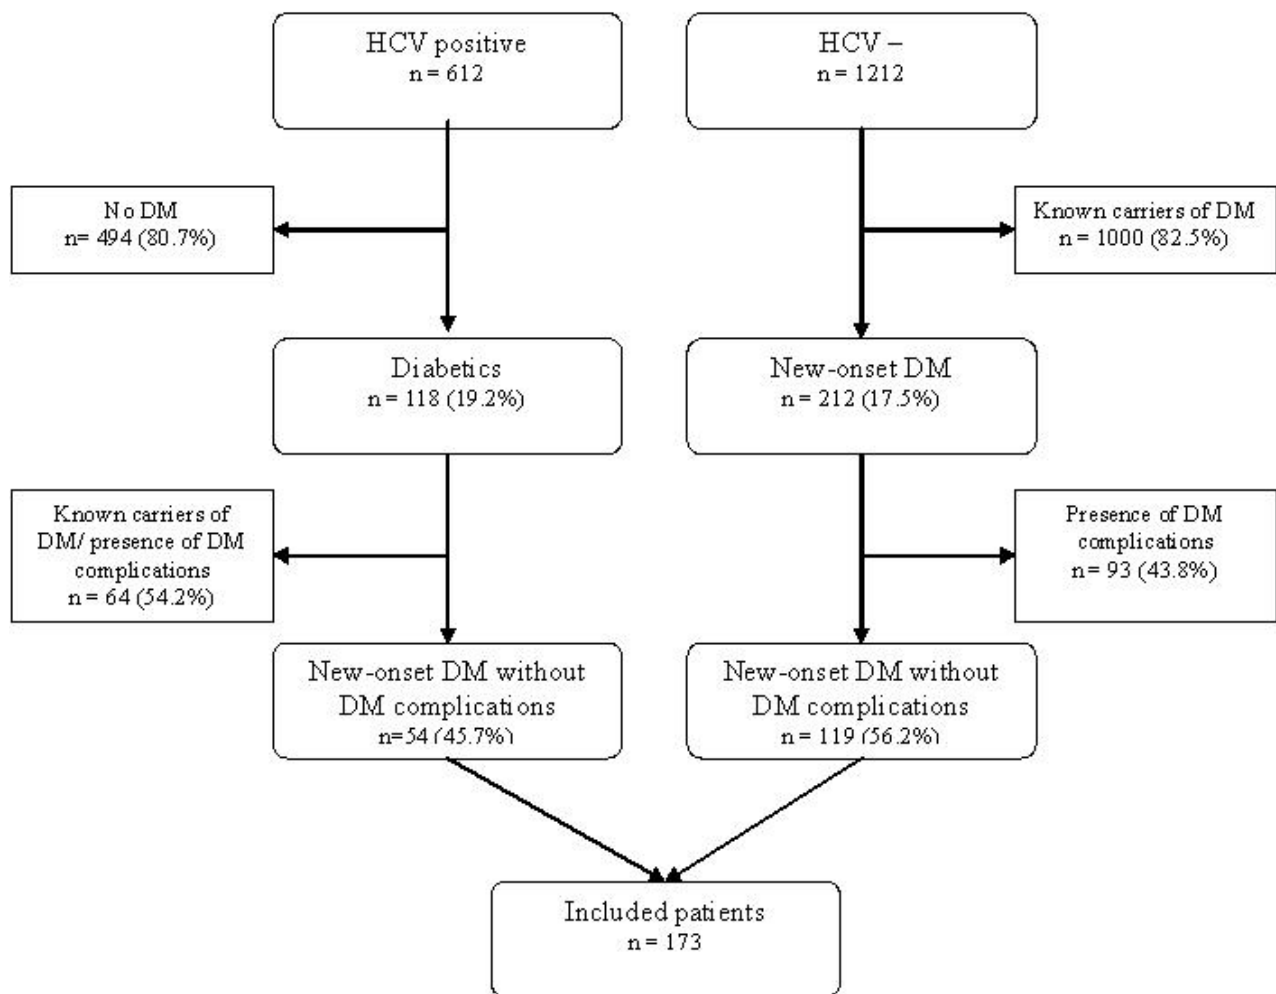 HCV positive
n = 612
HCV –
n = 1212
No DM
n= 494 (80.7%)
Known carriers of DM
n = 1000 (82.5%)
Diabetics
n = 118 (19.2%)
New-onset DM
n = 212 (17.5%)
Known carriers of
DM/ presence of DM
complications
n = 64 (54.2%)
Presence of DM
complications
n= 93 (43.8%)
New-onset DM without
DM complications
n=54 (45.7%)
New-onset DM without
DM complications
n = 119 (56.2%)
Included patients
n = 173